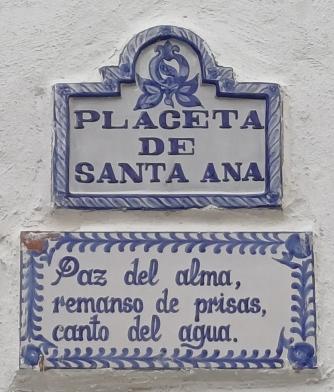 PLACETA
DE
SANTA ANA
Paz del alma,
remanso de prisas,
canto del agua.